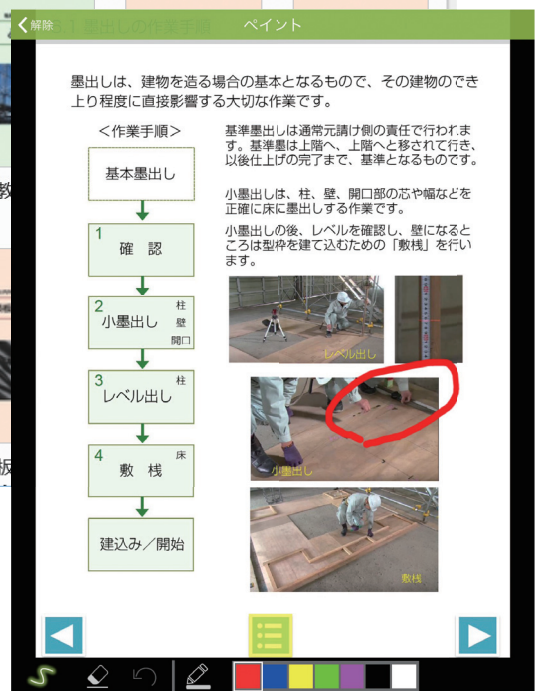 解除
ペイント
墨出しは、建物を造る場合の基本となるもので、その建物のでき
上り程度に直接影響する大切な作業です。
＜作業手順＞
基本墨出し
1
確 認
2
小墨出し
柱
壁
開口
3
レベル出し
柱
4
敷 桟
床
建込み／開始
基準墨出しは通常元請け側の責任で行われま
す。基準墨は上階へ、上階へと移されて行き、
以後仕上げの完了まで、基準となるものです。
小墨出しは、柱、壁、開口部の芯や幅などを
正確に床に墨出しする作業です。
小墨出しの後、レベルを確認し、壁になると
ころは型枠を建て込むための「敷桟」を行い
ます。
レベル出し
小墨出し
敷桟